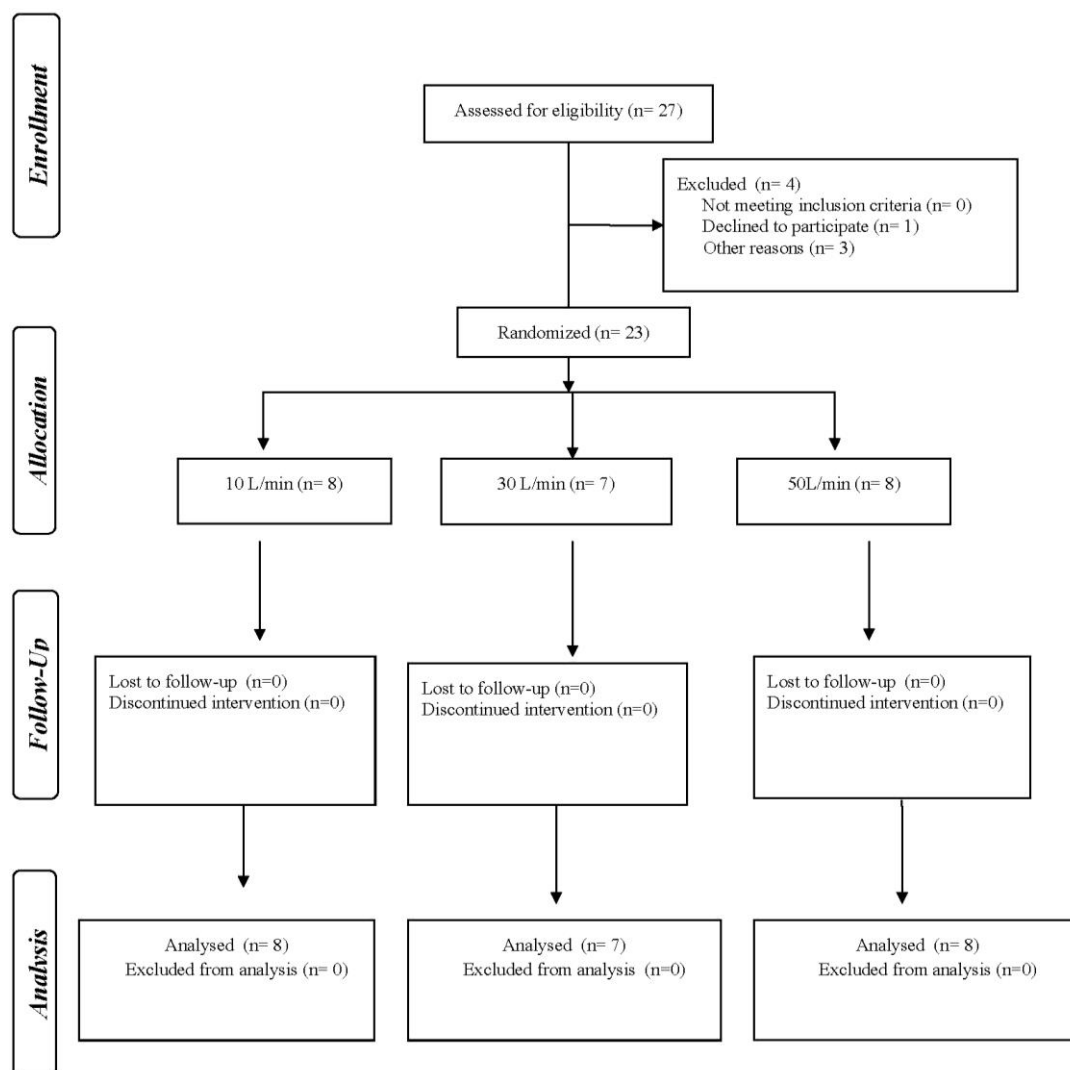 Enrollment
Assessed for eligibility (n= 27)
Excluded (n= 4)
Not meeting inclusion criteria (n= 0)
Declined to participate (n= 1)
Other reasons (n= 3)
Randomized (n= 23)
Allocation
10 L/min (n= 8)
30 L/min (n= 7)
50L/min (n= 8)
Follow-Up
Lost to follow-up (n=0)
Discontinued intervention (n=0)
Lost to follow-up (n=0)
Discontinued intervention (n=0)
Lost to follow-up (n=0)
Discontinued intervention (n=0)
Analysis
Analysed (n= 8)
Excluded from analysis (n= 0)
Analysed (n= 7)
Excluded from analysis (n=0)
Analysed (n= 8)
Excluded from analysis (n=0)